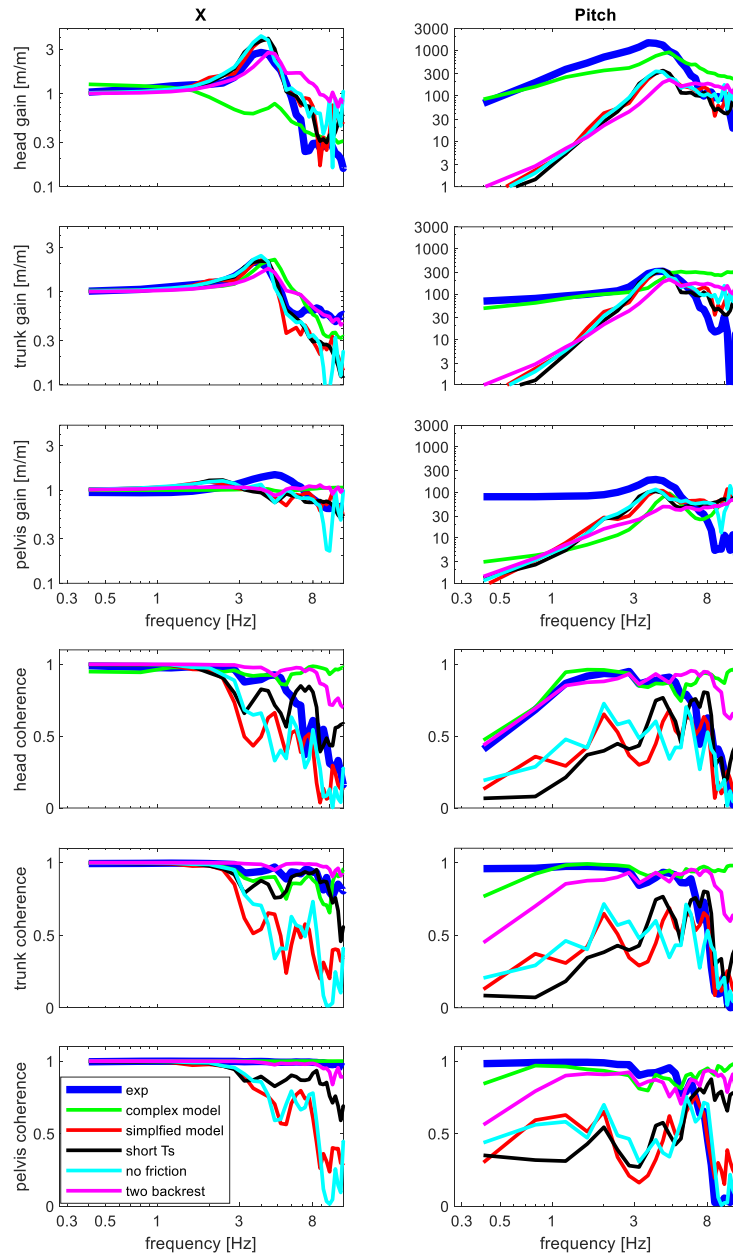 X
Pitch
head gain [m/m]
3
1
0.3
0.1
3000
1000
300
100
30
10
3
1
trunk gain [m/m]
3
1
0.3
0.1
3000
1000
300
100
30
10
3
1
pelvis gain [m/m]
3
1
0.3
0.1
3000
1000
300
100
30
10
3
1
0.3 0.5 1 3 8
0.3 0.5 1 3 8
frequency [Hz]
frequency [Hz]
head coherence
1
0.5
0
1
0.5
0
trunk coherence
1
0.5
0
1
0.5
0
pelvis coherence
1
0.5
0
exp
complex model
simplfied model
short Ts
no friction
two backrest
1
0.5
0
0.3 0.5 1 3 8
0.3 0.5 1 3 8
frequency [Hz]
frequency [Hz]